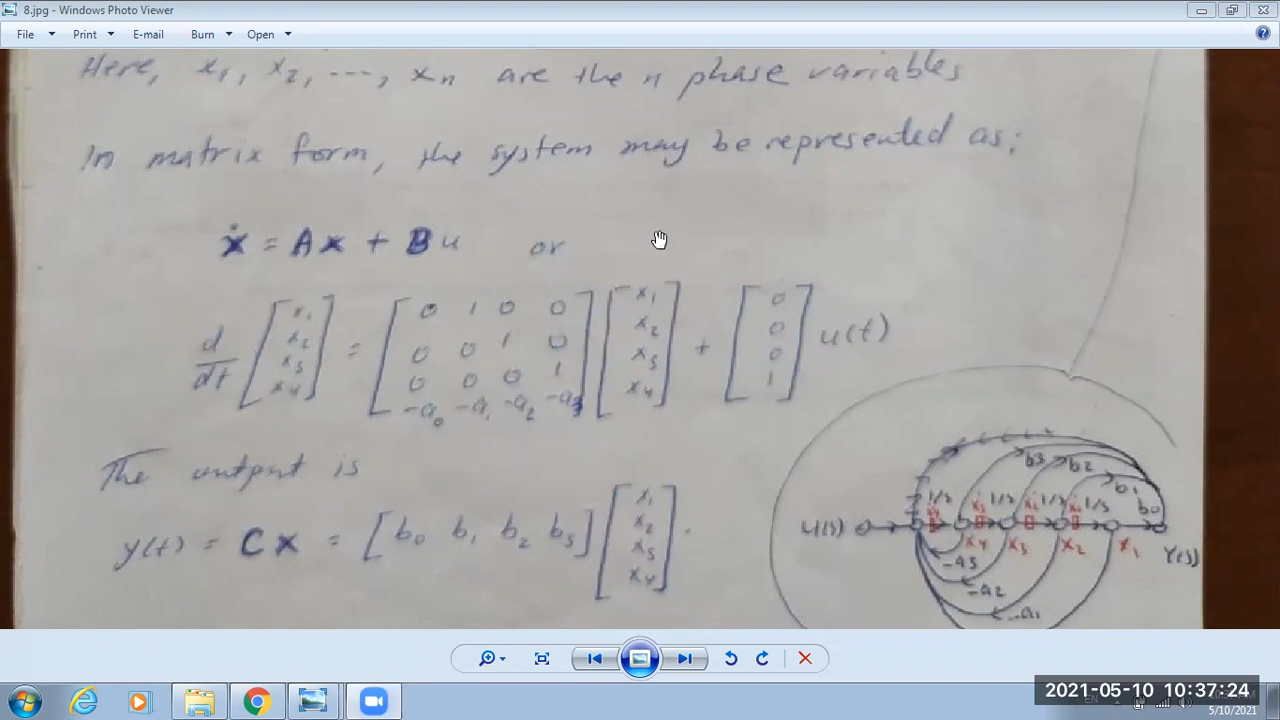 8.jpg - Windows Photo Viewer
File Print E-mail Burn Open
Here, x1, x2, ---, xn are the n phase variables
In matrix form, the system may be represented as:
ẋ = Ax + Bu or
d/dt [x1 x2 x3 x4] = [0 1 0 0
0 0 1 0
0 0 0 1
-a0 -a1 -a2 -a3] [x1 x2 x3 x4] + [0 0 0 1] u(t)
The output is
y(t) = Cx = [b0 b1 b2 b3] [x1 x2 x3 x4].
b3 b2 b1 b0
1/s 1/s 1/s 1/s
U(s) Y(s)
x4 x3 x2 x1
-a3
-a2
-a1
2021-05-10 10:37:24
EN
5/10/2021